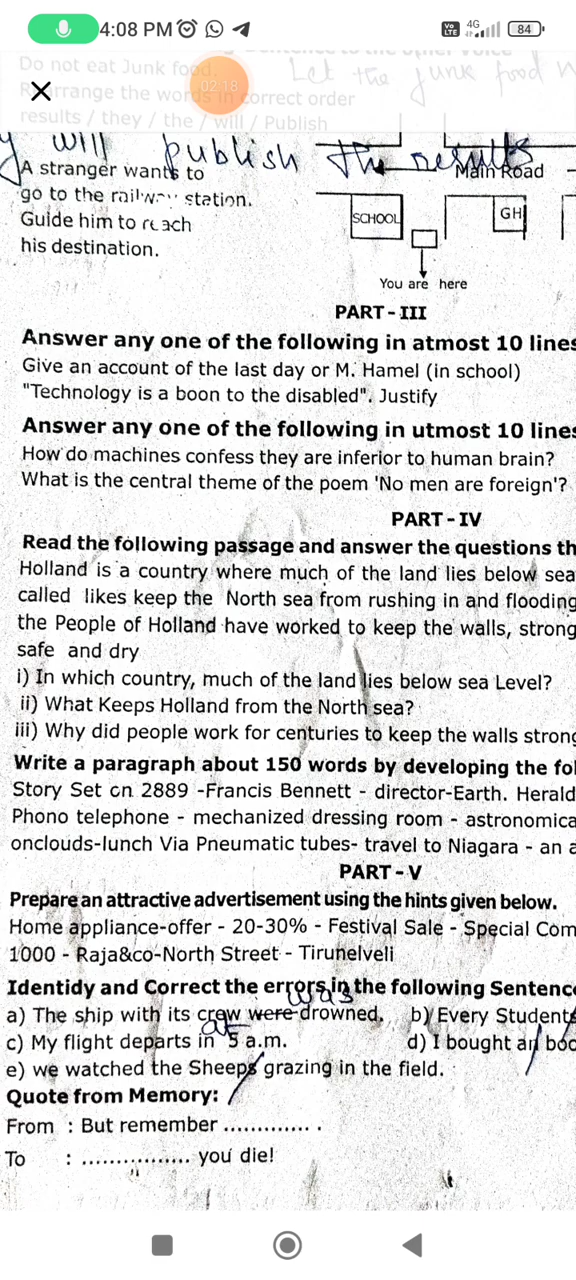 4:08 PM
4G
Vo
LTE
84
Do not eat Junk food.
Let the junk food
02:18
Rearrange the words in correct order
results / they / the / will / Publish
will publish the results
A stranger wants to
Main Road
go to the railway station.
SCHOOL
GH
Guide him to reach
his destination.
You are here
PART - III
Answer any one of the following in atmost 10 lines
Give an account of the last day or M. Hamel (in school)
"Technology is a boon to the disabled". Justify
Answer any one of the following in utmost 10 lines
How do machines confess they are inferior to human brain?
What is the central theme of the poem 'No men are foreign'?
PART - IV
Read the following passage and answer the questions th
Holland is a country where much of the land lies below sea
called likes keep the North sea from rushing in and flooding
the People of Holland have worked to keep the walls, strong
safe and dry
i) In which country, much of the land lies below sea Level?
ii) What Keeps Holland from the North sea?
iii) Why did people work for centuries to keep the walls strong
Write a paragraph about 150 words by developing the fol
Story Set on 2889 -Francis Bennett - director-Earth. Herald
Phono telephone - mechanized dressing room - astronomica
onclouds-lunch Via Pneumatic tubes- travel to Niagara - an a
PART - V
Prepare an attractive advertisement using the hints given below.
Home appliance-offer - 20-30% - Festival Sale - Special Com
1000 - Raja&co-North Street - Tirunelveli
Identidy and Correct the errors in the following Sentence
was
a) The ship with its crew were drowned. b) Every Students
at
c) My flight departs in 5 a.m. d) I bought an boo
e) we watched the Sheeps grazing in the field.
Quote from Memory:
From : But remember ............. .
To : ................ you die!